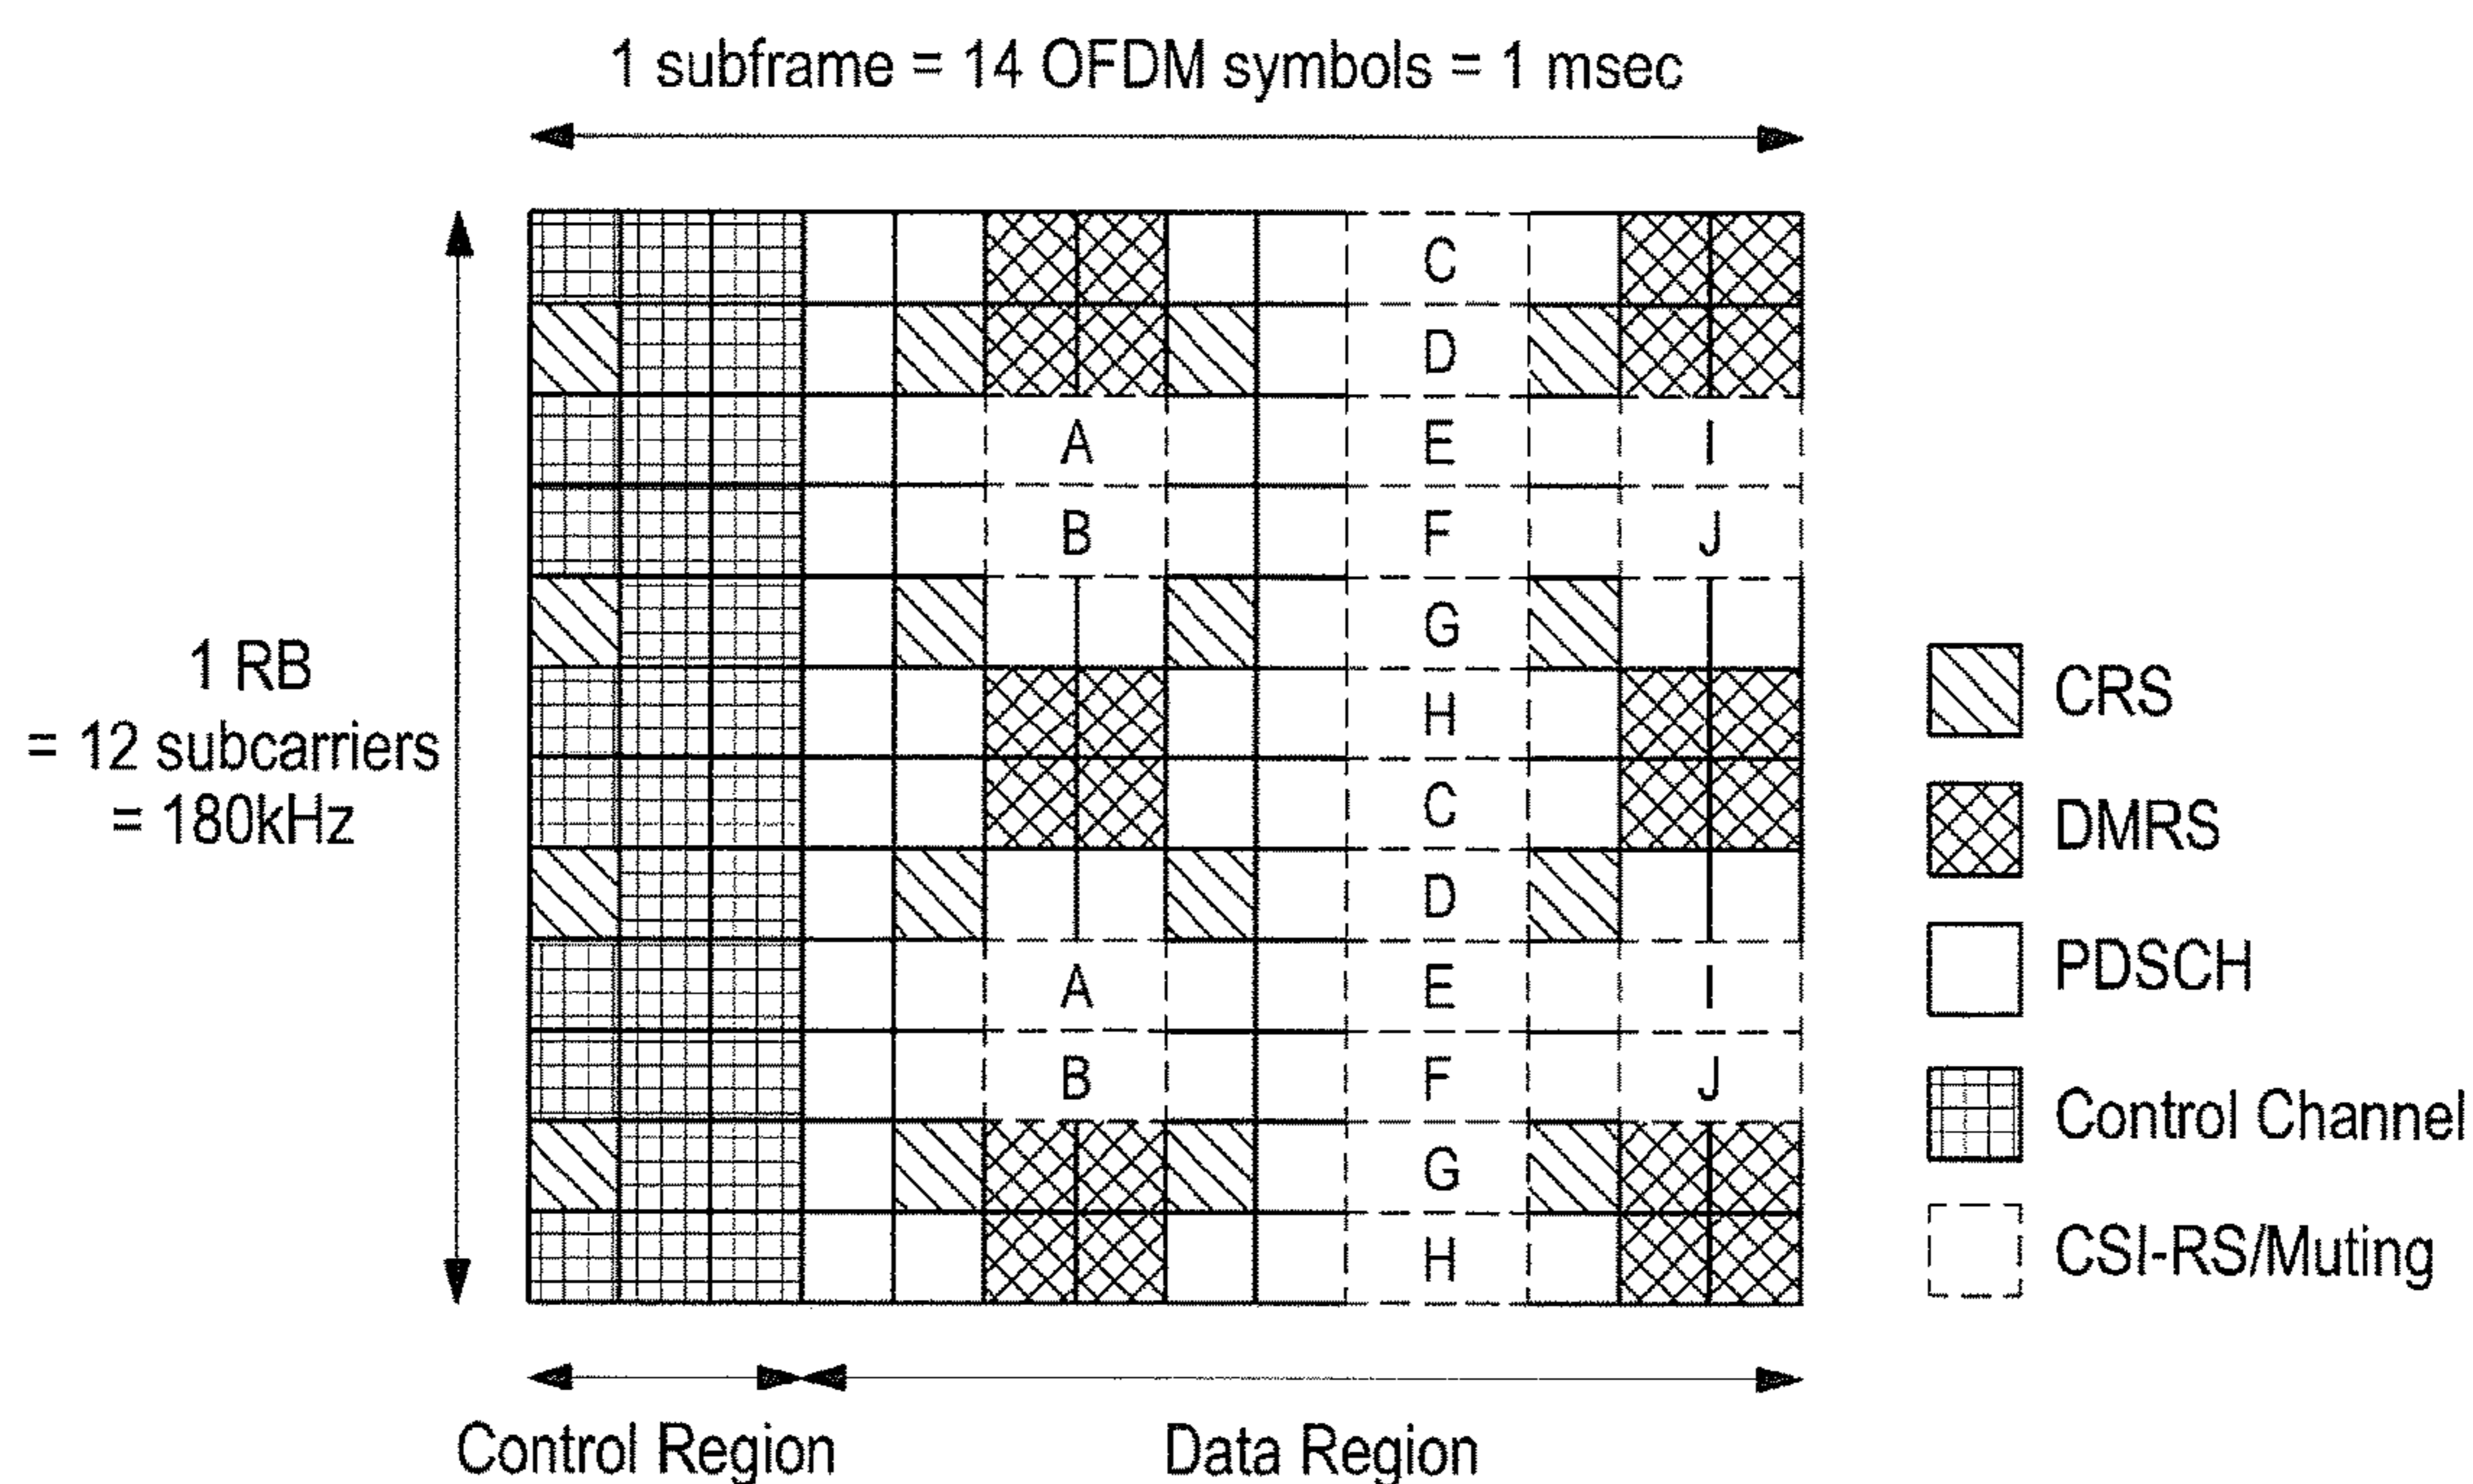 1 subframe = 14 OFDM symbols = 1 msec
C
D
A E I
B F J
G
H
C
D
A E I
B F J
G
H
1 RB
= 12 subcarriers
= 180kHz
CRS
DMRS
PDSCH
Control Channel
CSI-RS/Muting
Control Region Data Region